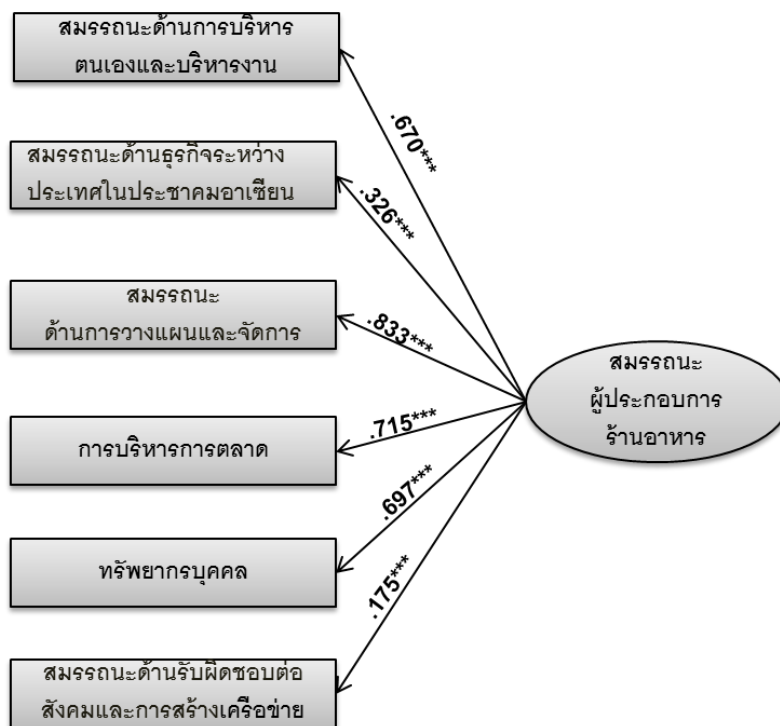 สมรรถนะด้านการบริหาร
ตนเองและบริหารงาน
.670***
สมรรถนะด้านธุรกิจระหว่าง
ประเทศในประชาคมอาเซียน
.326***
สมรรถนะ
ด้านการวางแผนและจัดการ
.833***
สมรรถนะ
ผู้ประกอบการ
ร้านอาหาร
การบริหารการตลาด
.715***
ทรัพยากรบุคคล
.697***
สมรรถนะด้านรับผิดชอบต่อ
สังคมและการสร้างเครือข่าย
.175***